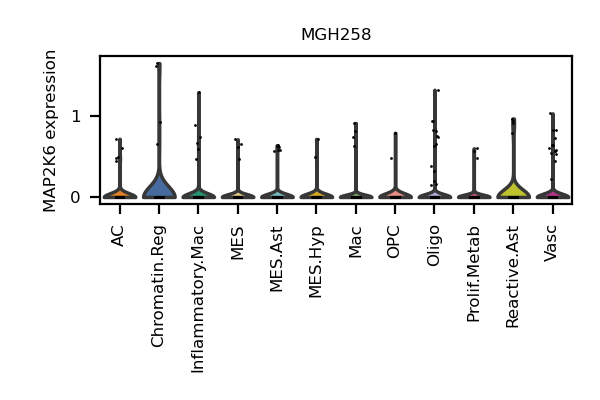 MGH258
MAP2K6 expression
1
0
AC
Chromatin.Reg
Inflammatory.Mac
MES
MES.Ast
MES.Hyp
Mac
OPC
Oligo
Prolif.Metab
Reactive.Ast
Vasc